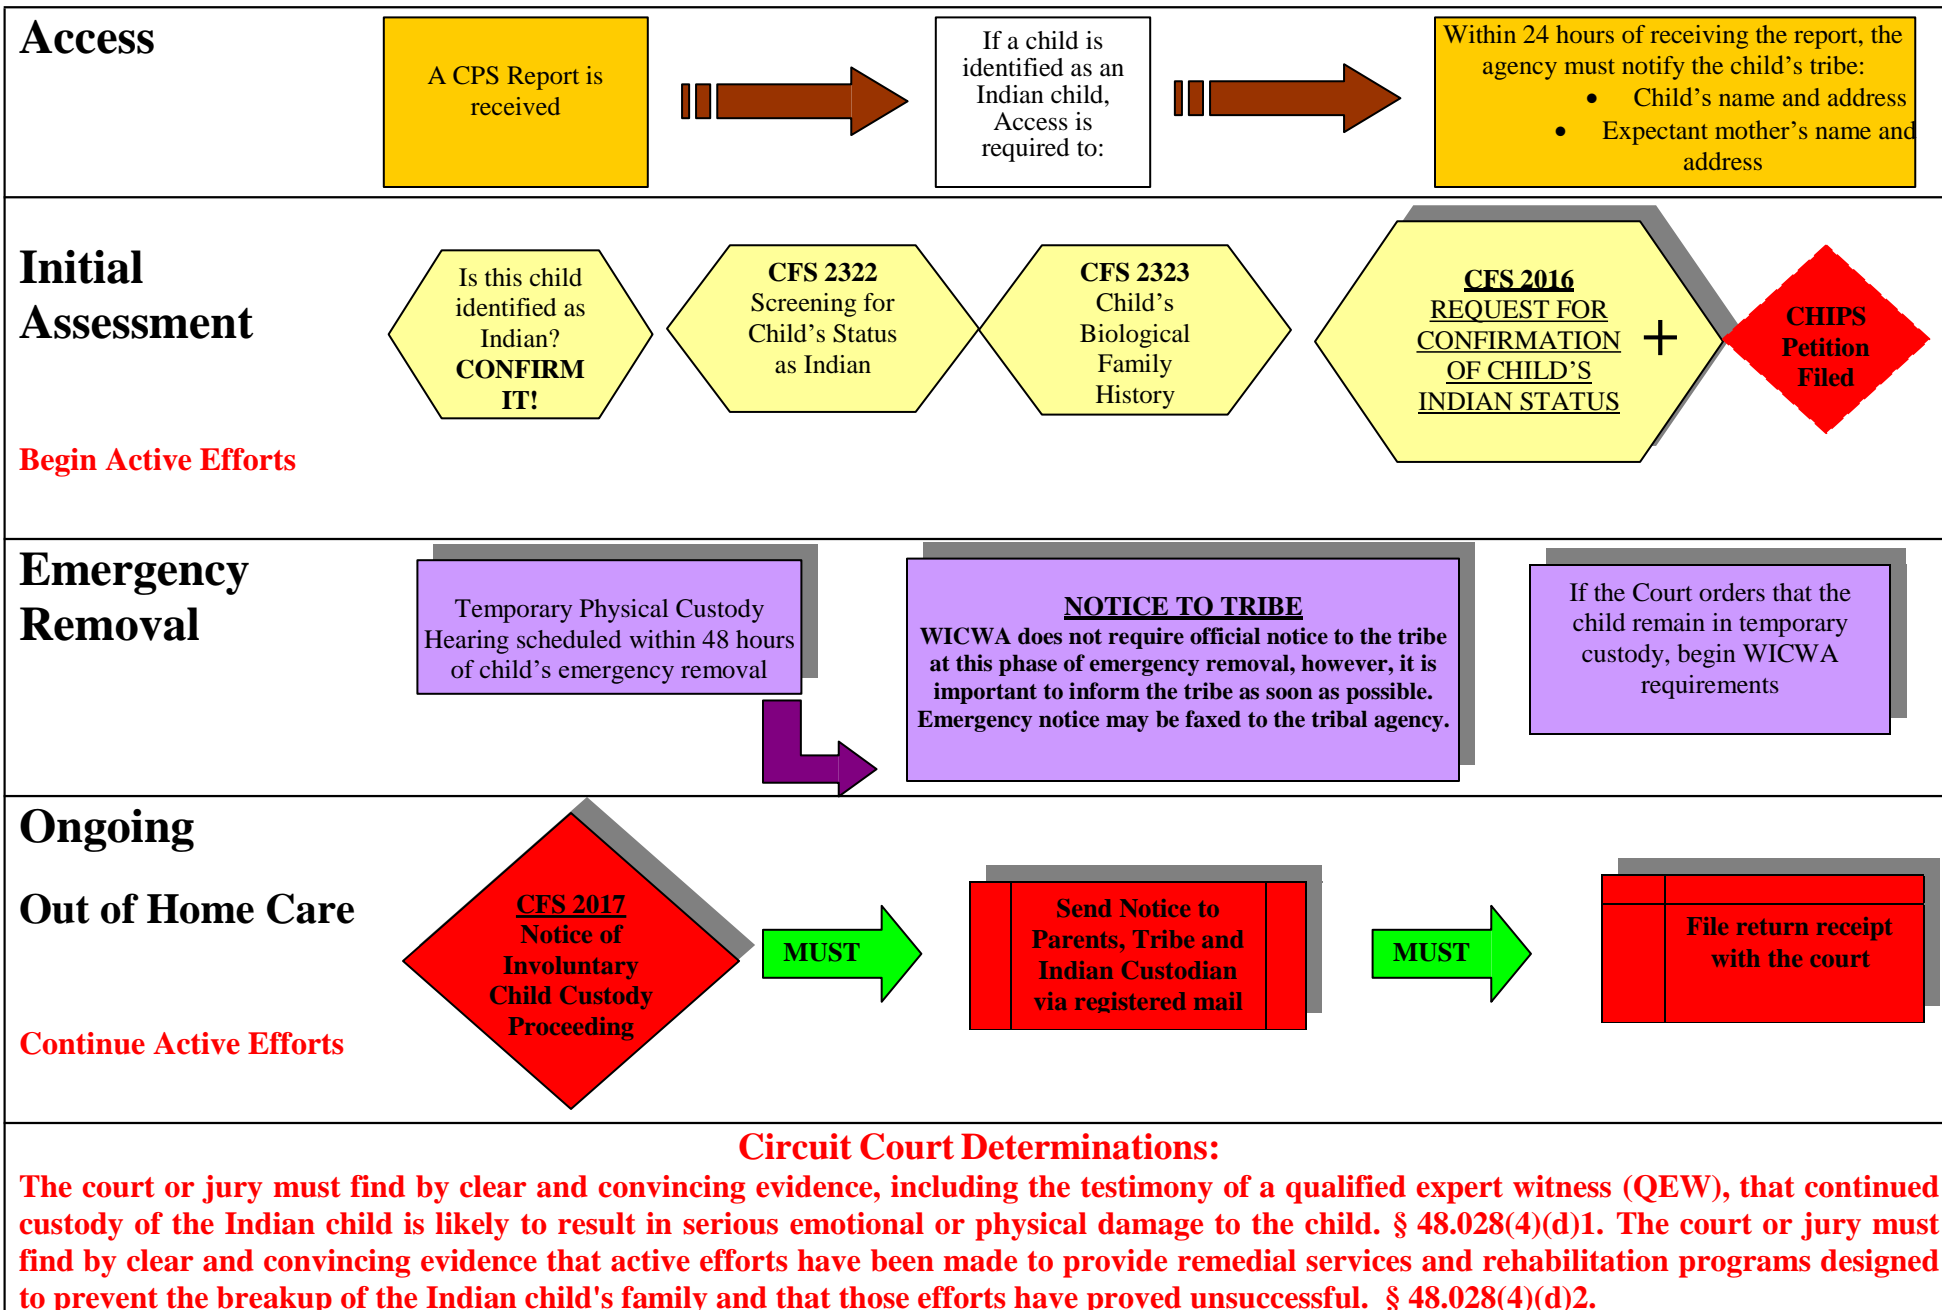 Access
A CPS Report is
received
If a child is
identified as an
Indian child,
Access is
required to:
Within 24 hours of receiving the report, the
agency must notify the child’s tribe:
• Child’s name and address
• Expectant mother’s name and
address
Initial
Assessment
Begin Active Efforts
Is this child
identified as
Indian?
CONFIRM
IT!
CFS 2322
Screening for
Child’s Status
as Indian
CFS 2323
Child’s
Biological
Family
History
CFS 2016
REQUEST FOR
CONFIRMATION
OF CHILD’S
INDIAN STATUS
+
CHIPS
Petition
Filed
Emergency
Removal
Temporary Physical Custody
Hearing scheduled within 48 hours
of child’s emergency removal
NOTICE TO TRIBE
WICWA does not require official notice to the tribe
at this phase of emergency removal, however, it is
important to inform the tribe as soon as possible.
Emergency notice may be faxed to the tribal agency.
If the Court orders that the
child remain in temporary
custody, begin WICWA
requirements
Ongoing
Out of Home Care
Continue Active Efforts
CFS 2017
Notice of
Involuntary
Child Custody
Proceeding
MUST
Send Notice to
Parents, Tribe and
Indian Custodian
via registered mail
MUST
File return receipt
with the court
Circuit Court Determinations:
The court or jury must find by clear and convincing evidence, including the testimony of a qualified expert witness (QEW), that continued
custody of the Indian child is likely to result in serious emotional or physical damage to the child. § 48.028(4)(d)1. The court or jury must
find by clear and convincing evidence that active efforts have been made to provide remedial services and rehabilitation programs designed
to prevent the breakup of the Indian child's family and that those efforts have proved unsuccessful. § 48.028(4)(d)2.